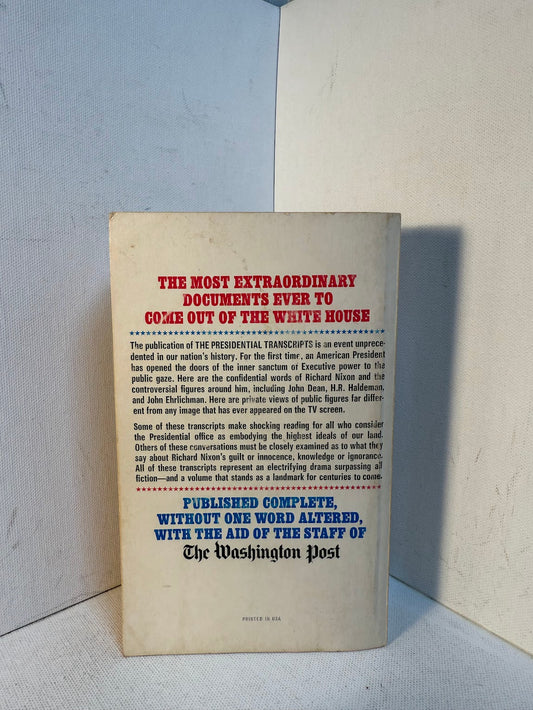 THE MOST EXTRAORDINARY
DOCUMENTS EVER TO
COME OUT OF THE WHITE HOUSE
The publication of THE PRESIDENTIAL TRANSCRIPTS is an event unprece-
dented in our nation's history. For the first time, an American President
has opened the doors of the inner sanctum of Executive power to the
public gaze. Here are the confidential words of Richard Nixon and the
controversial figures around him, including John Dean, H.R. Haldeman,
and John Ehrlichman. Here are private views of public figures far differ-
ent from any image that has ever appeared on the TV screen.
Some of these transcripts make shocking reading for all who consider
the Presidential office as embodying the highest ideals of our land.
Others of these conversations must be closely examined as to what they
say about Richard Nixon's guilt or innocence, knowledge or ignorance.
All of these transcripts represent an electrifying drama surpassing all
fiction—and a volume that stands as a landmark for centuries to come.
PUBLISHED COMPLETE,
WITHOUT ONE WORD ALTERED,
WITH THE AID OF THE STAFF OF
The Washington Post
PRINTED IN USA